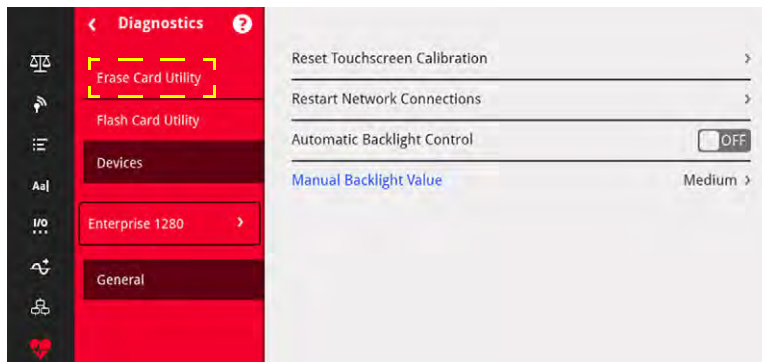 Diagnostics ?
Erase Card Utility
Flash Card Utility
Devices
Enterprise 1280
General
Aa
I/O
Reset Touchscreen Calibration
Restart Network Connections
Automatic Backlight Control OFF
Manual Backlight Value Medium